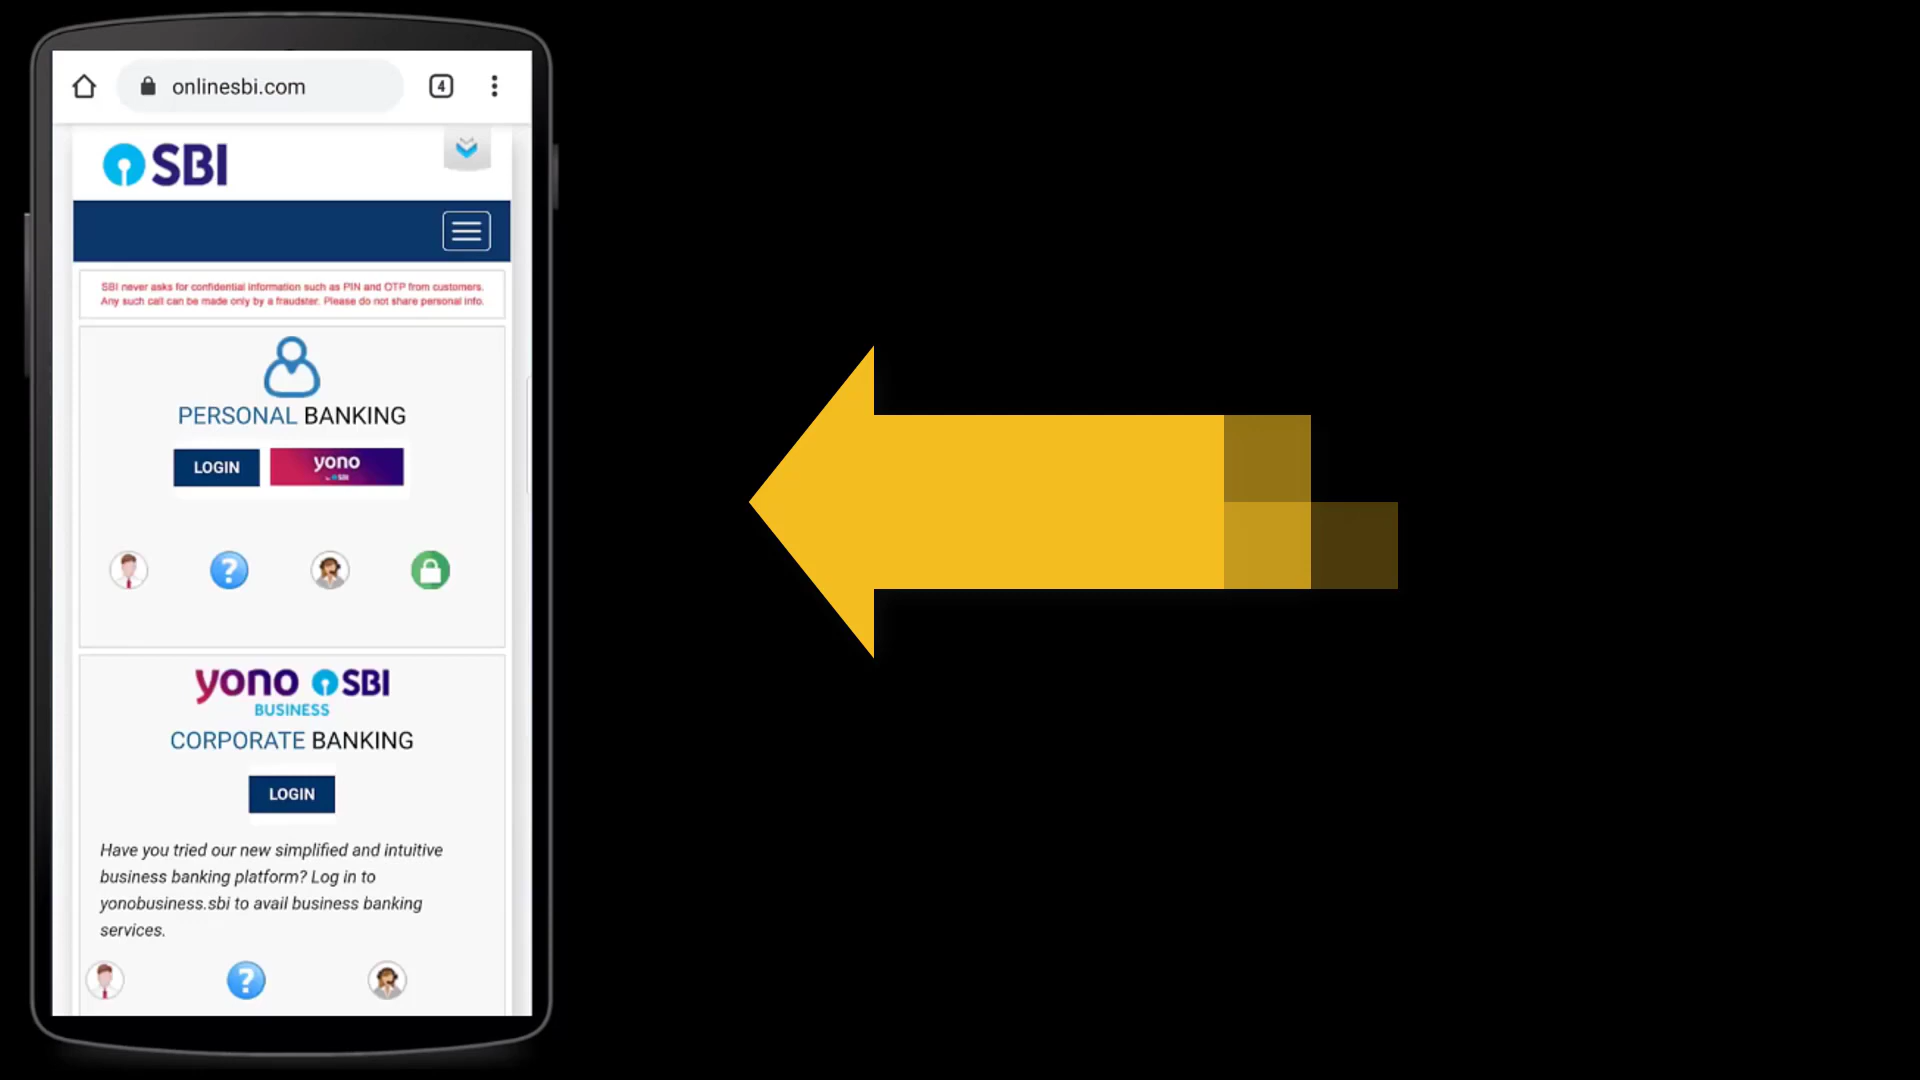 onlinesbi.com
4
SBI
SBI never asks for confidential information such as PIN and OTP from customers.
Any such call can be made only by a fraudster. Please do not share personal info.
PERSONAL BANKING
LOGIN
yono
by SBI
?
yono SBI
BUSINESS
CORPORATE BANKING
LOGIN
Have you tried our new simplified and intuitive
business banking platform? Log in to
yonobusiness.sbi to avail business banking
services.
?